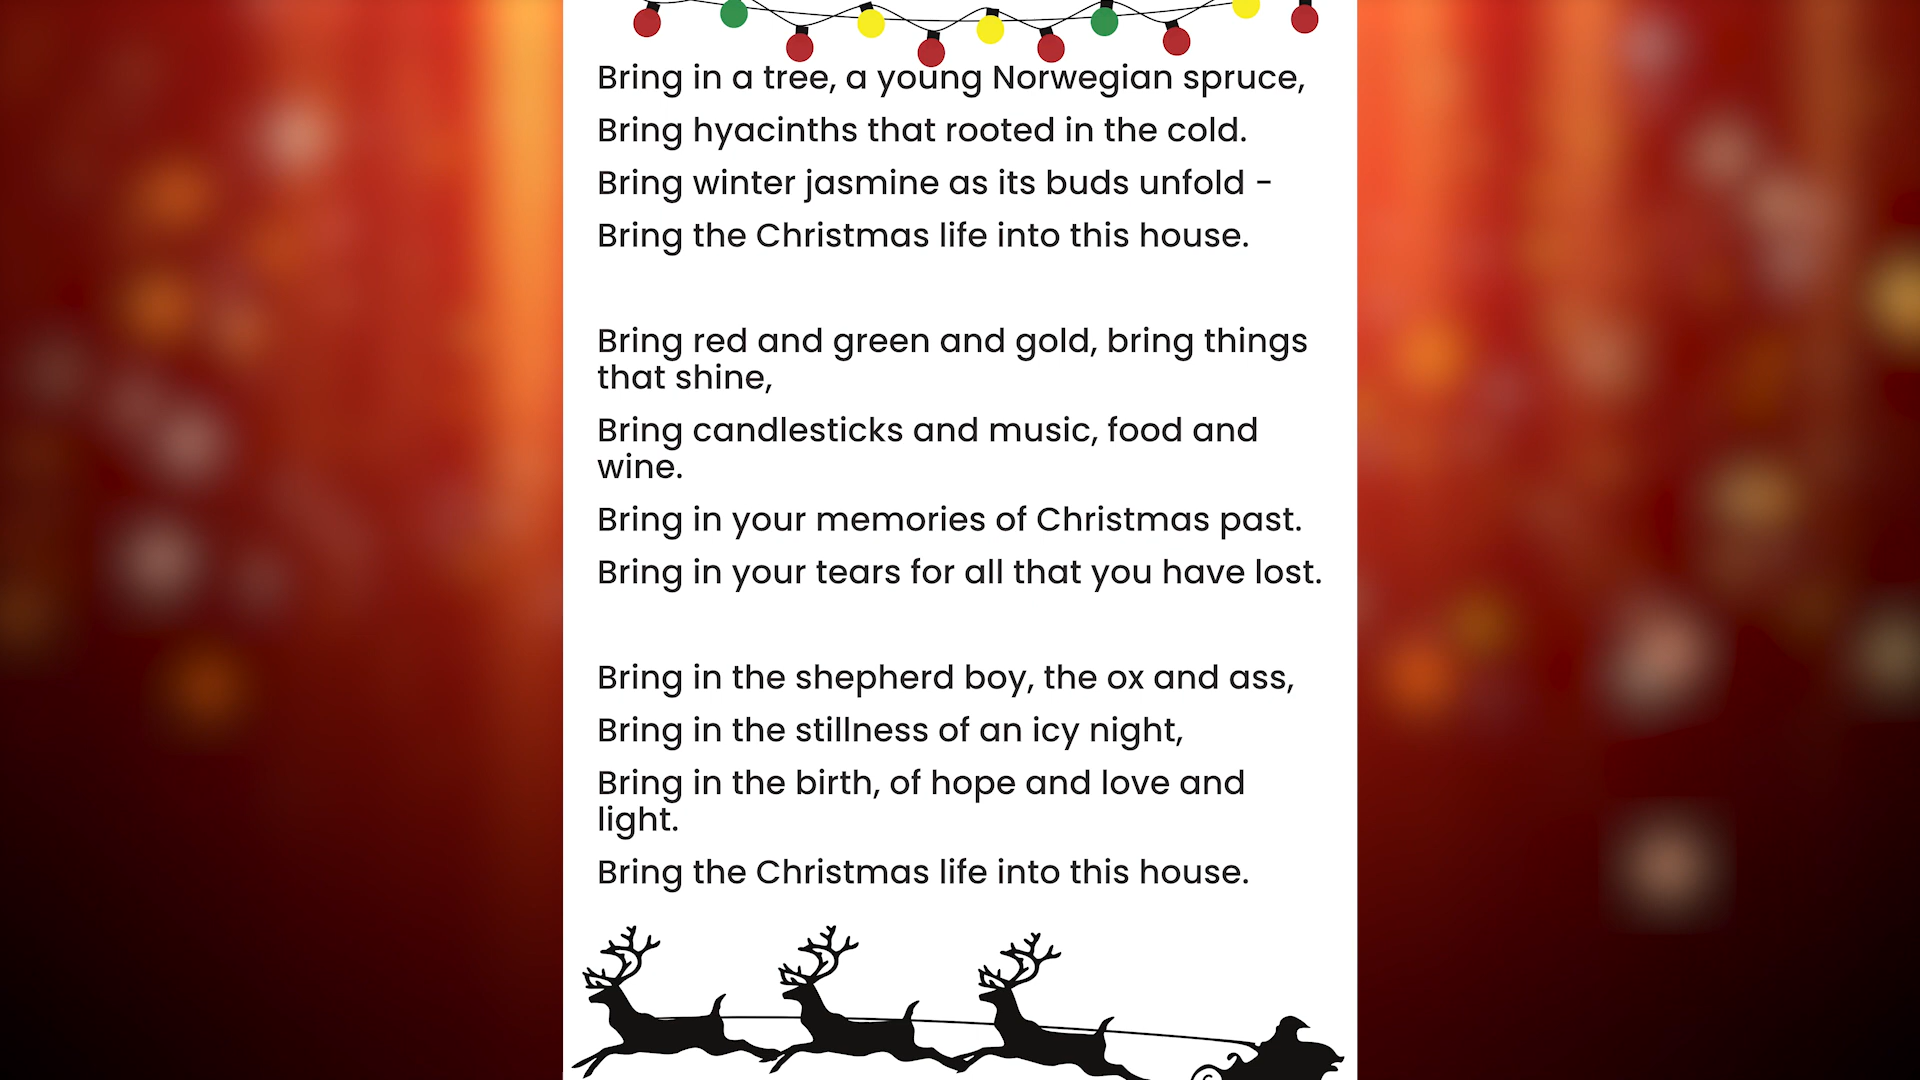 Bring in a tree, a young Norwegian spruce,
Bring hyacinths that rooted in the cold.
Bring winter jasmine as its buds unfold -
Bring the Christmas life into this house.
Bring red and green and gold, bring things
that shine,
Bring candlesticks and music, food and
wine.
Bring in your memories of Christmas past.
Bring in your tears for all that you have lost.
Bring in the shepherd boy, the ox and ass,
Bring in the stillness of an icy night,
Bring in the birth, of hope and love and
light.
Bring the Christmas life into this house.